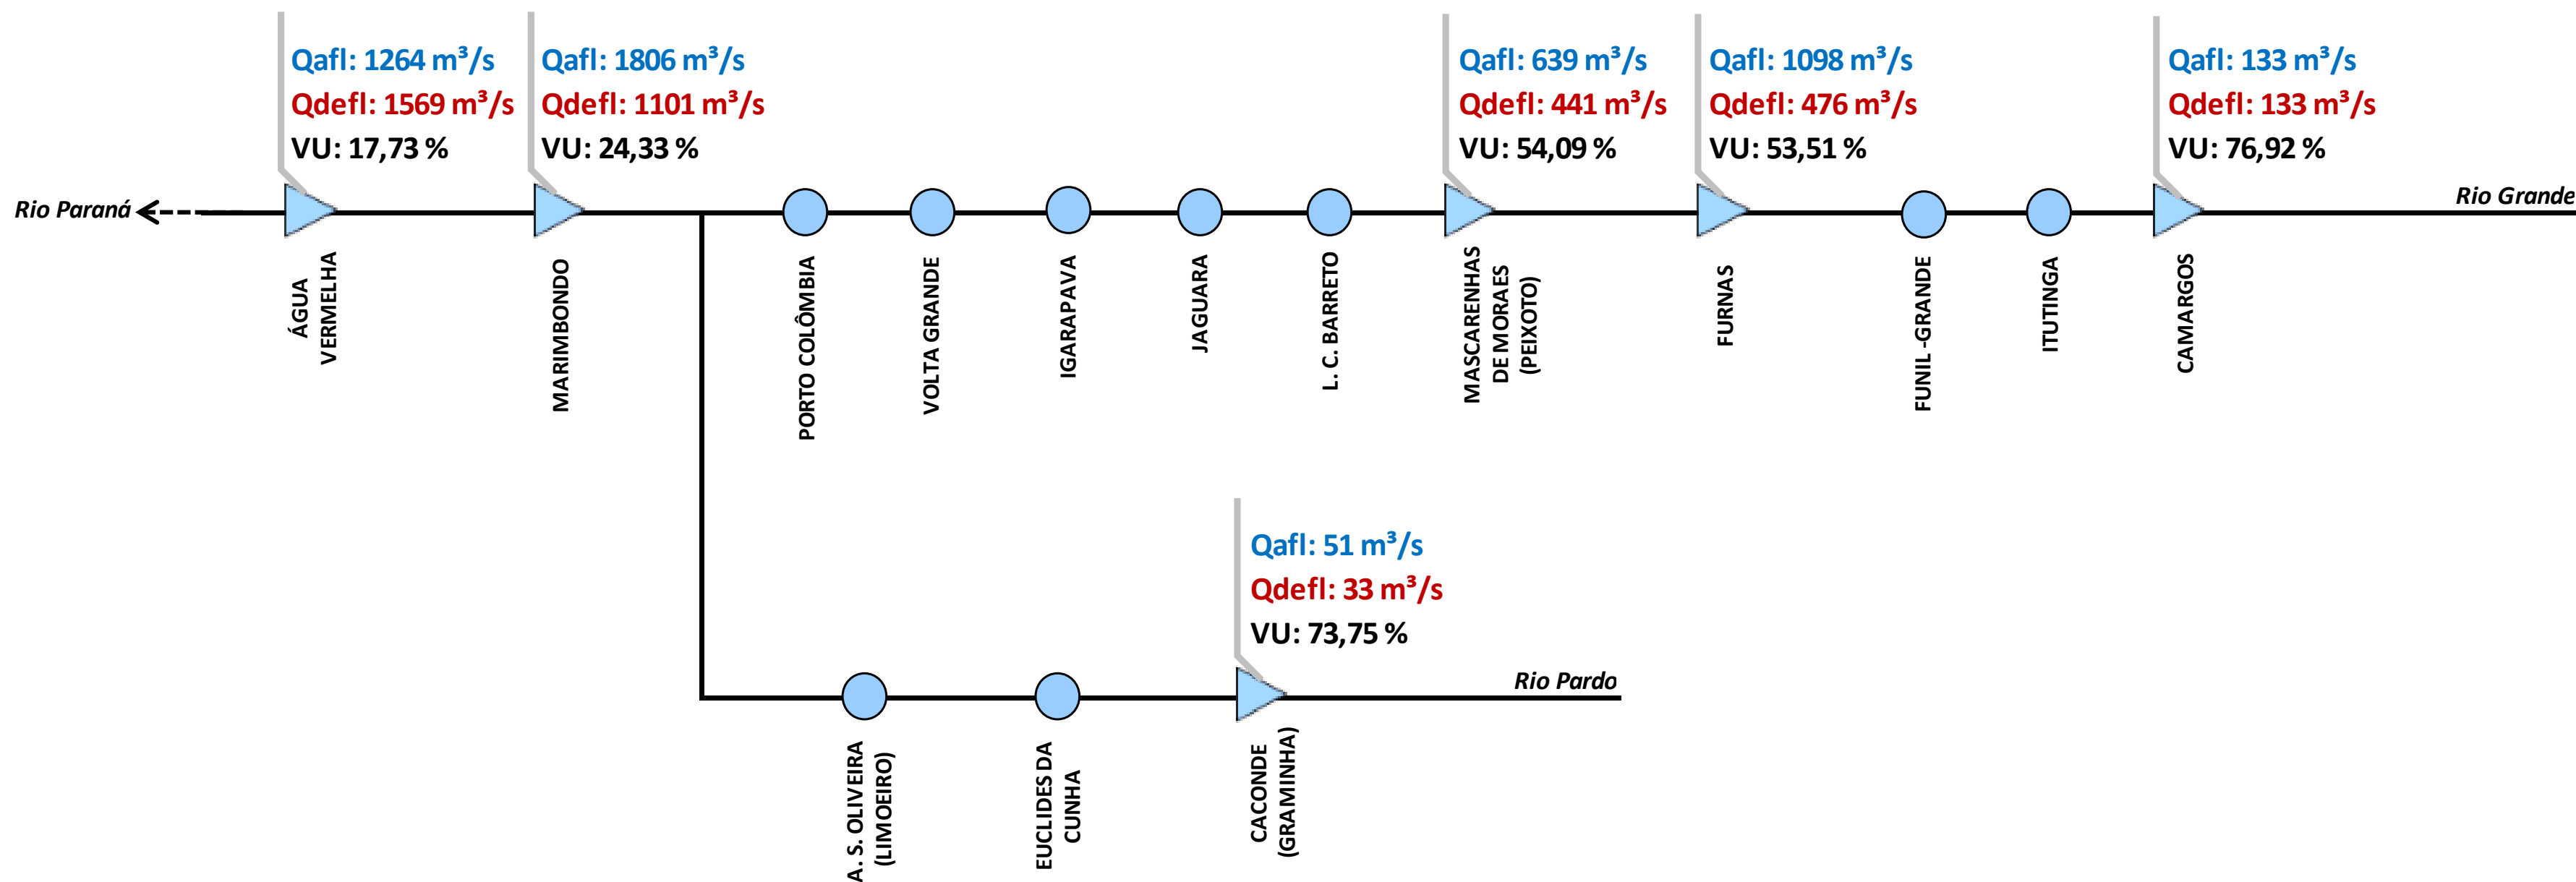 Qafl: 1264 m³/s
Qdefl: 1569 m³/s
VU: 17,73 %
Qafl: 1806 m³/s
Qdefl: 1101 m³/s
VU: 24,33 %
Qafl: 639 m³/s
Qdefl: 441 m³/s
VU: 54,09 %
Qafl: 1098 m³/s
Qdefl: 476 m³/s
VU: 53,51 %
Qafl: 133 m³/s
Qdefl: 133 m³/s
VU: 76,92 %
Rio Paraná
Rio Grande
ÁGUA
VERMELHA
MARIMBONDO
PORTO COLÔMBIA
VOLTA GRANDE
IGARAPAVA
JAGUARA
L. C. BARRETO
MASCARENHAS
DE MORAES
(PEIXOTO)
FURNAS
FUNIL -GRANDE
ITUTINGA
CAMARGOS
Qafl: 51 m³/s
Qdefl: 33 m³/s
VU: 73,75 %
Rio Pardo
A. S. OLIVEIRA
(LIMOEIRO)
EUCLIDES DA
CUNHA
CACONDE
(GRAMINHA)